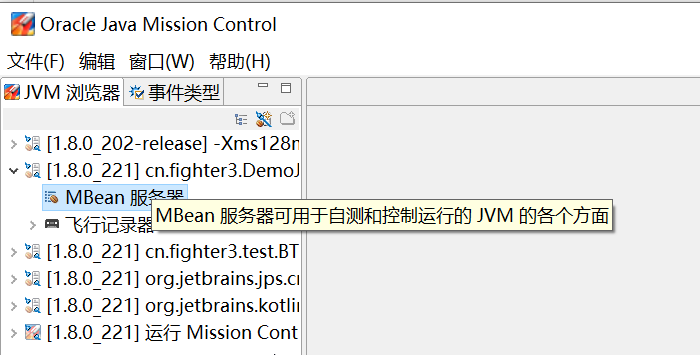 Oracle Java Mission Control
文件(F) 编辑 窗口(W) 帮助(H)
JVM 浏览器 事件类型
[1.8.0_202-release] -Xms128m
[1.8.0_221] cn.fighter3.DemoJ
MBean 服务器
MBean 服务器可用于自测和控制运行的 JVM 的各个方面
飞行记录器
[1.8.0_221] cn.fighter3.test.BT
[1.8.0_221] org.jetbrains.jps.cr
[1.8.0_221] org.jetbrains.kotlin
[1.8.0_221] 运行 Mission Cont